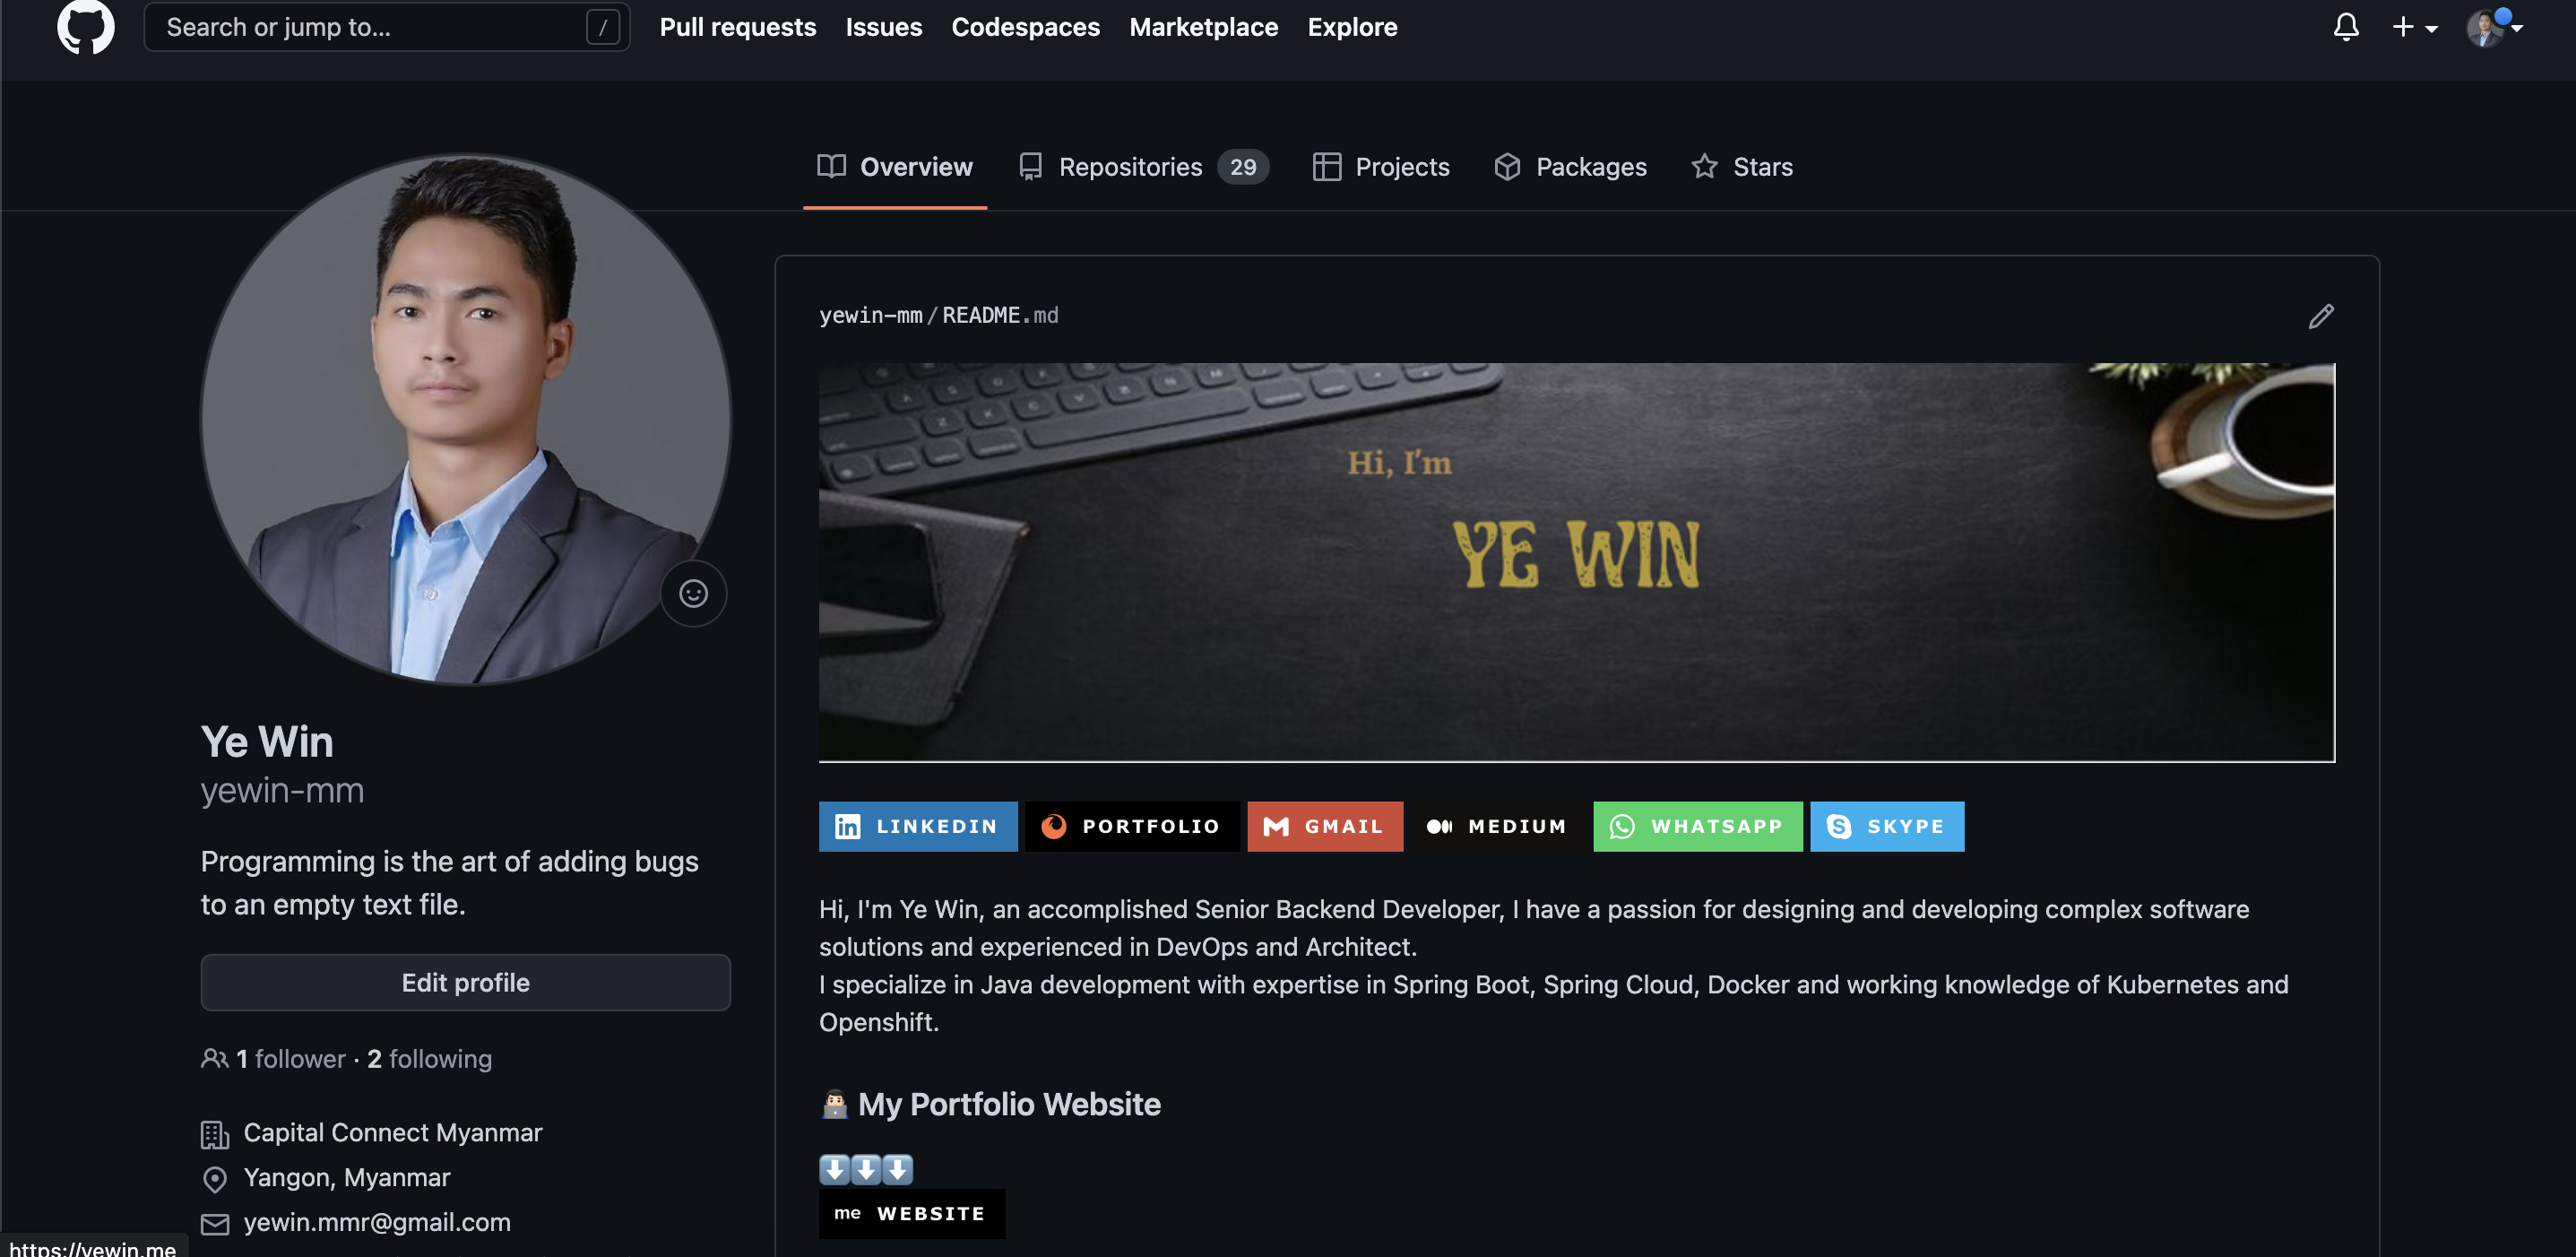 Search or jump to...
/
Pull requests
Issues
Codespaces
Marketplace
Explore
Overview
Repositories 29
Projects
Packages
Stars
yewin-mm/README.md
Hi, I'm
YE WIN
Ye Win
yewin-mm
Programming is the art of adding bugs
to an empty text file.
Edit profile
1 follower · 2 following
Capital Connect Myanmar
Yangon, Myanmar
yewin.mmr@gmail.com
https://yewin.me
LINKEDIN
PORTFOLIO
GMAIL
MEDIUM
WHATSAPP
SKYPE
Hi, I'm Ye Win, an accomplished Senior Backend Developer, I have a passion for designing and developing complex software
solutions and experienced in DevOps and Architect.
I specialize in Java development with expertise in Spring Boot, Spring Cloud, Docker and working knowledge of Kubernetes and
Openshift.
My Portfolio Website
me WEBSITE